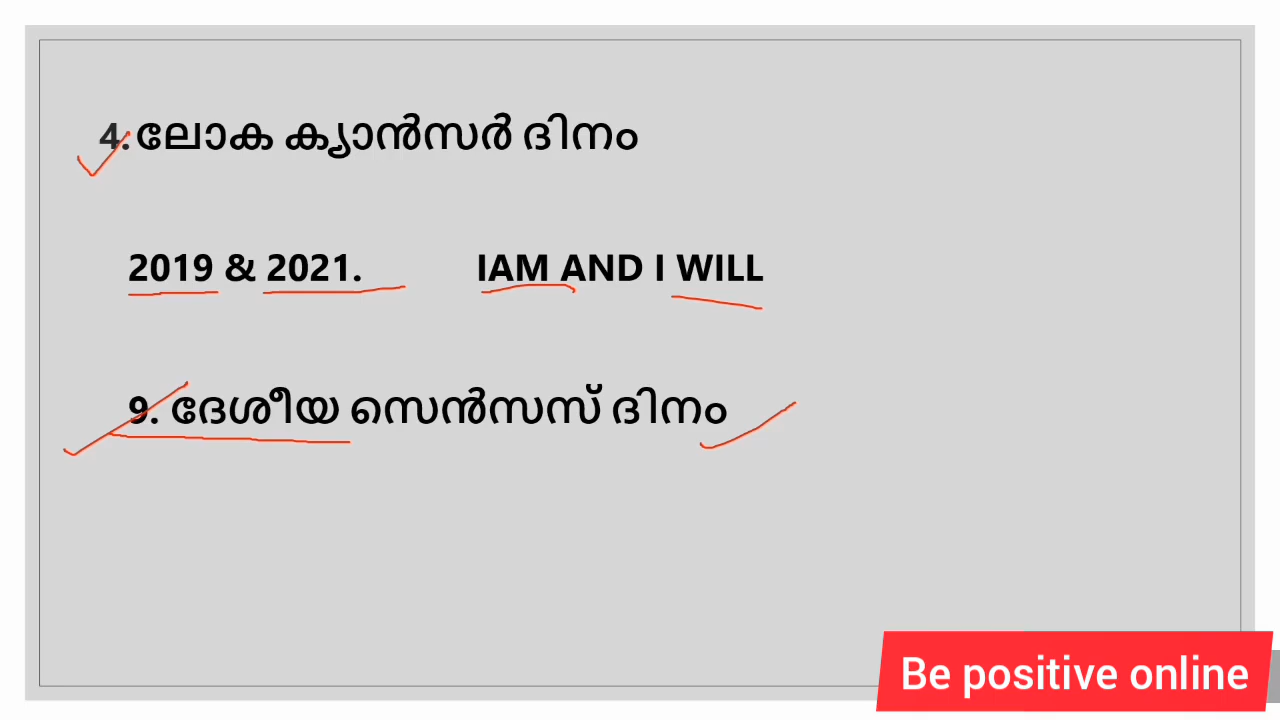 4. ലോക ക്യാൻസർ ദിനം
2019 & 2021. IAM AND I WILL
9. ദേശീയ സെൻസസ് ദിനം
Be positive online